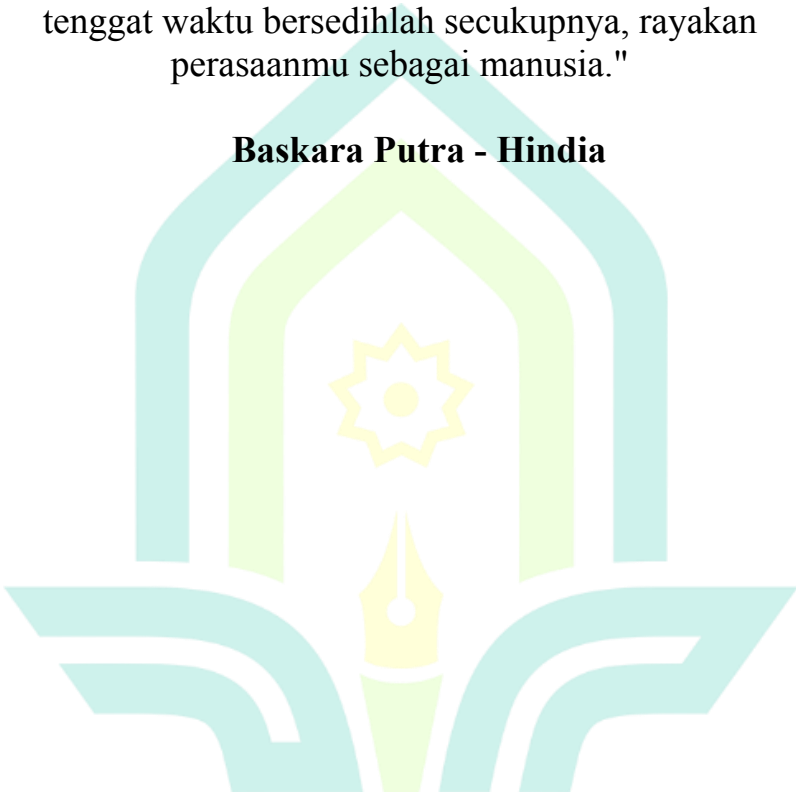 tenggat waktu bersedihlah secukupnya, rayakan
perasaanmu sebagai manusia."
Baskara Putra - Hindia